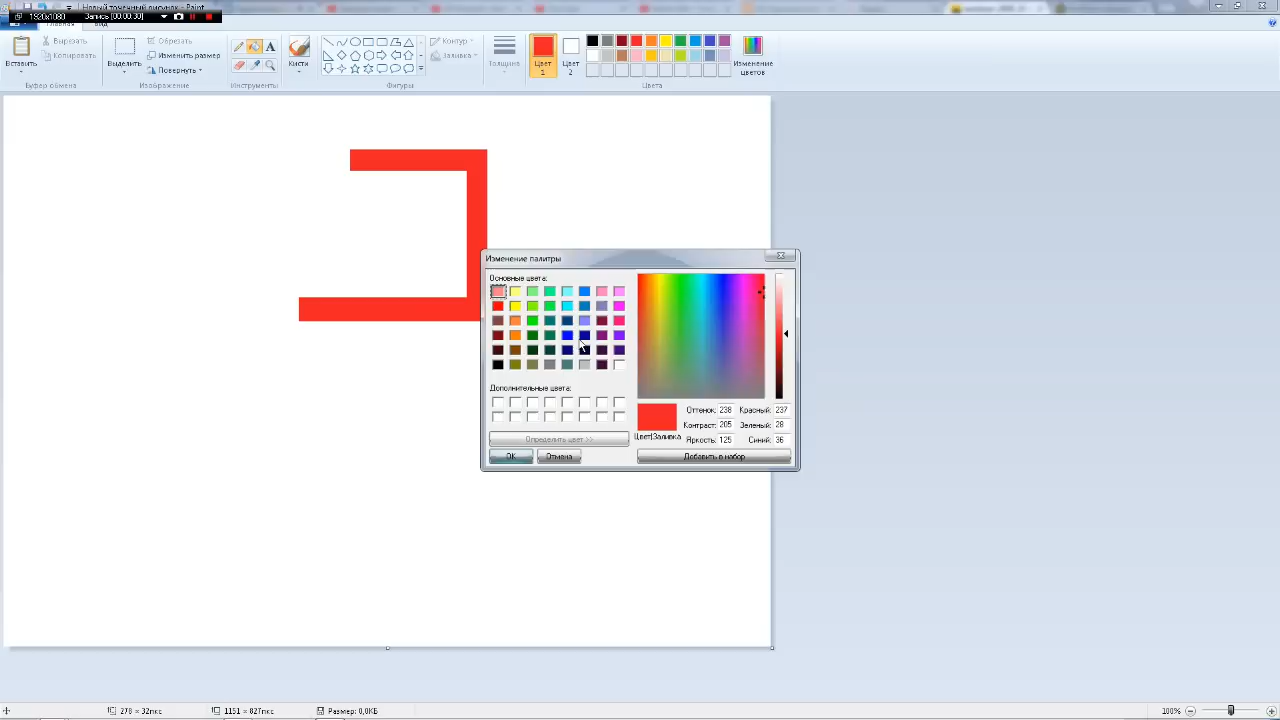 Новый точечный рисунок - Paint
1920x1080 Запись [00:00:30]
Главная Вид
Вставить
Вырезать
Копировать
Буфер обмена
Выделить
Обрезать
Изменить размер
Повернуть
Изображение
A
Инструменты
Кисти
Контур
Заливка
Фигуры
Толщина
Цвет 1
Цвет 2
Изменение цветов
Цвета
Изменение палитры
Основные цвета:
Дополнительные цвета:
Определить цвет >>
OK Отмена
Цвет|Заливка
Оттенок: 238 Красный: 237
Контраст: 205 Зеленый: 28
Яркость: 125 Синий: 36
Добавить в набор
278 × 32пкс 1151 × 827пкс Размер: 0,0КБ 100%